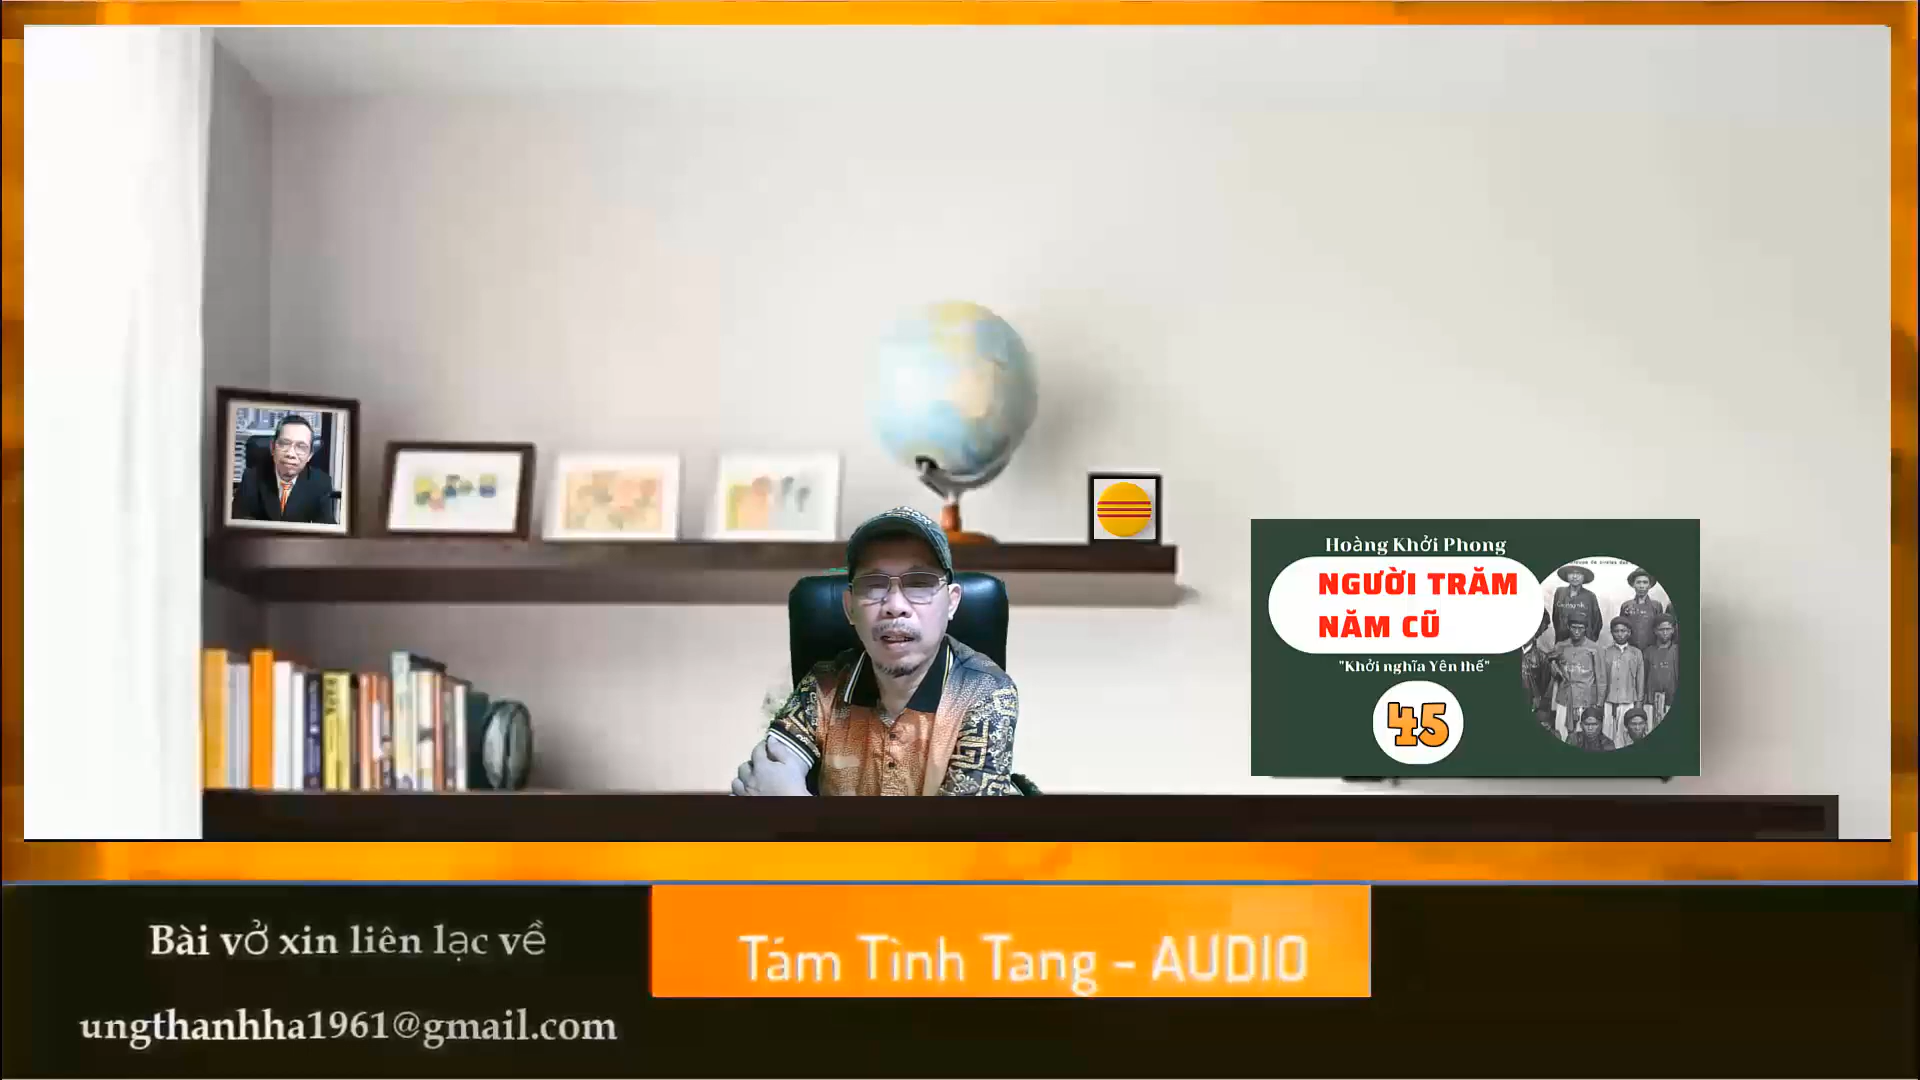 Hoàng Khởi Phong
NGƯỜI TRĂM
NĂM CŨ
"Khởi nghĩa Yên thế"
45
Bài vở xin liên lạc về
ungthanhha1961@gmail.com
Tám Tình Tang - AUDIO